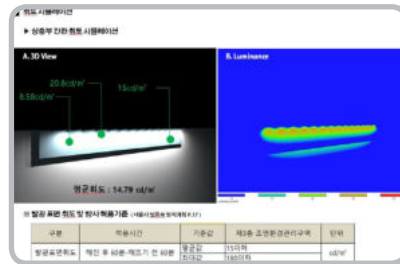 휘도 시뮬레이션
▶ 상층부 간판 휘도 시뮬레이션
A. 3D View
B. Luminance
20.8cd/㎡
8.58cd/㎡
15cd/㎡
평균휘도 : 14.79 cd/㎡
발광 표면 휘도 및 방사 허용기준
구분 적용시간 기준값 제3종 조명환경관리구역 단위
발광표면휘도 해진 후 60분~해뜨기 전 60분 평균값 15이하 cd/㎡
최대값 180이하